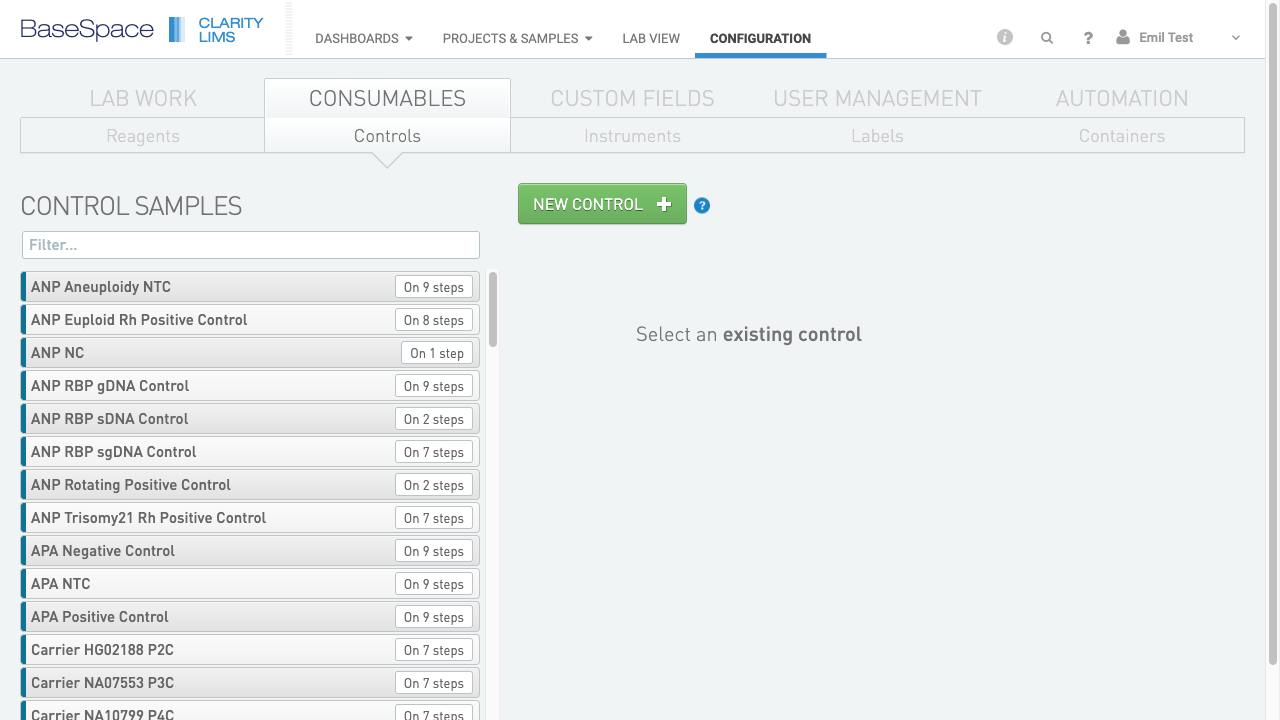 BaseSpace CLARITY LIMS
DASHBOARDS PROJECTS & SAMPLES LAB VIEW CONFIGURATION
? Emil Test
LAB WORK CONSUMABLES CUSTOM FIELDS USER MANAGEMENT AUTOMATION
Reagents Controls Instruments Labels Containers
CONTROL SAMPLES
NEW CONTROL + ?
Filter...
Select an existing control
ANP Aneuploidy NTC On 9 steps
ANP Euploid Rh Positive Control On 8 steps
ANP NC On 1 step
ANP RBP gDNA Control On 9 steps
ANP RBP sDNA Control On 2 steps
ANP RBP sgDNA Control On 7 steps
ANP Rotating Positive Control On 2 steps
ANP Trisomy21 Rh Positive Control On 7 steps
APA Negative Control On 9 steps
APA NTC On 9 steps
APA Positive Control On 9 steps
Carrier HG02188 P2C On 7 steps
Carrier NA07553 P3C On 7 steps
Carrier NA10799 P4C On 7 steps